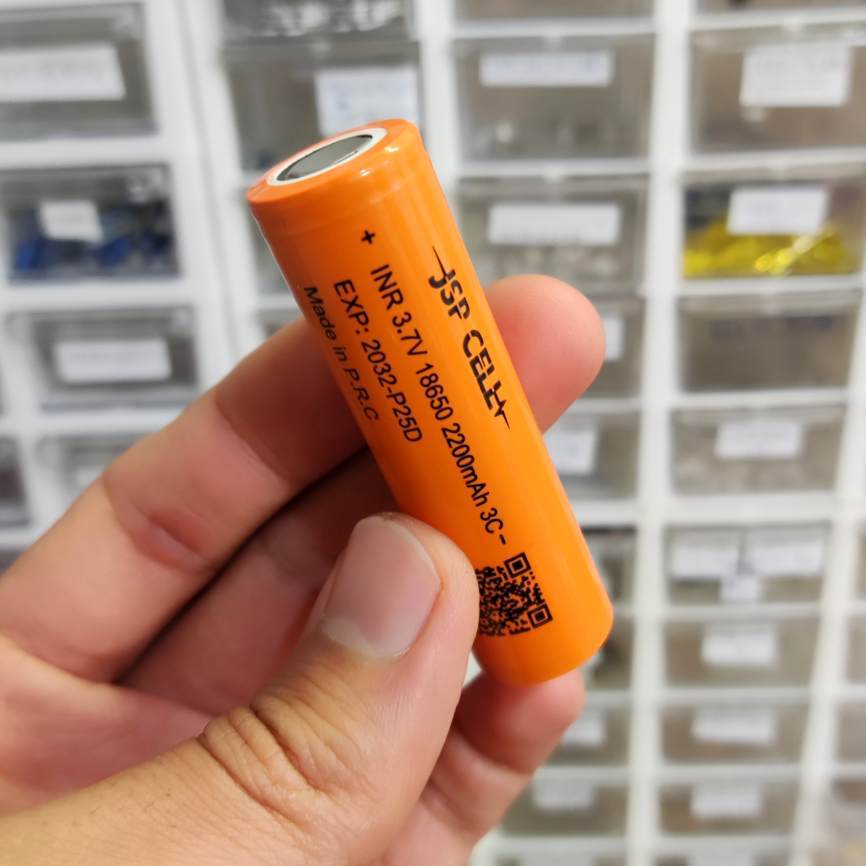 JSP CELL
+ INR 3.7V 18650 2200mAh 3C -
EXP: 2032-P25D
Made in P.R.C